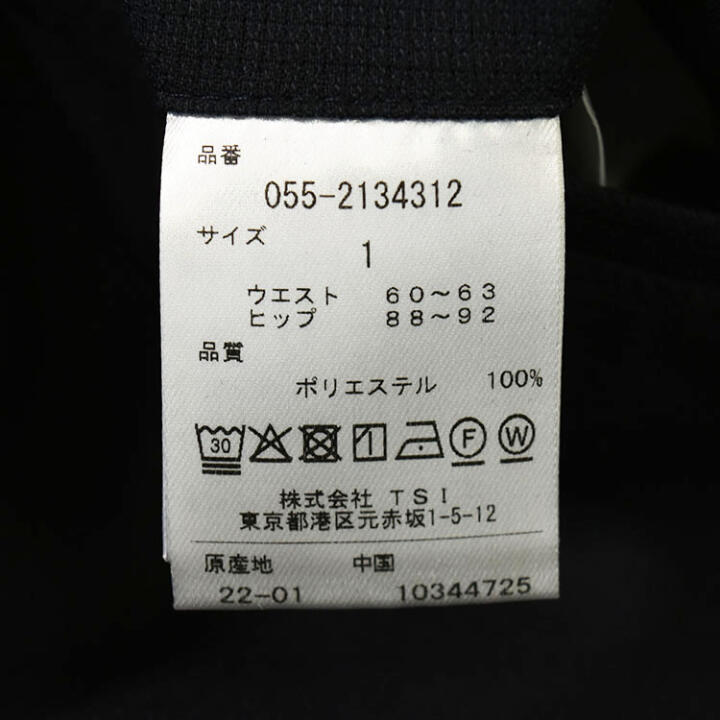 品番
055-2134312
サイズ
1
ウエスト 60～63
ヒップ 88～92
品質
ポリエステル 100%
30 F W
株式会社 TSI
東京都港区元赤坂1-5-12
原産地 中国
22-01 10344725